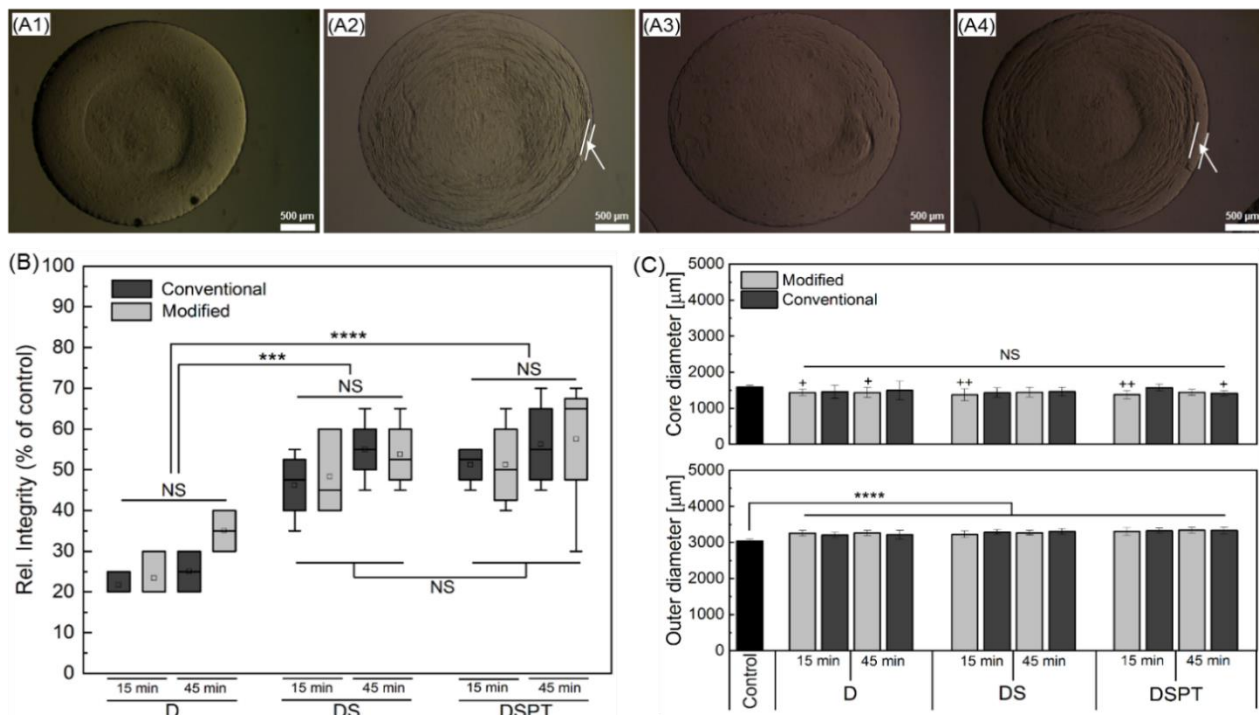 (A1)
(A2)
(A3)
(A4)
500 µm
500 µm
500 µm
500 µm
(B)
Rel. Integrity (% of control)
100
90
80
70
60
50
40
30
20
10
0
Conventional
Modified
****
***
NS
NS
NS
NS
15 min
45 min
15 min
45 min
15 min
45 min
D
DS
DSPT
(C)
Core diameter [µm]
5000
4000
3000
2000
1000
0
Modified
Conventional
NS
+
+
++
++
+
Outer diameter [µm]
5000
4000
3000
2000
1000
0
****
Control
15 min
45 min
15 min
45 min
15 min
45 min
D
DS
DSPT